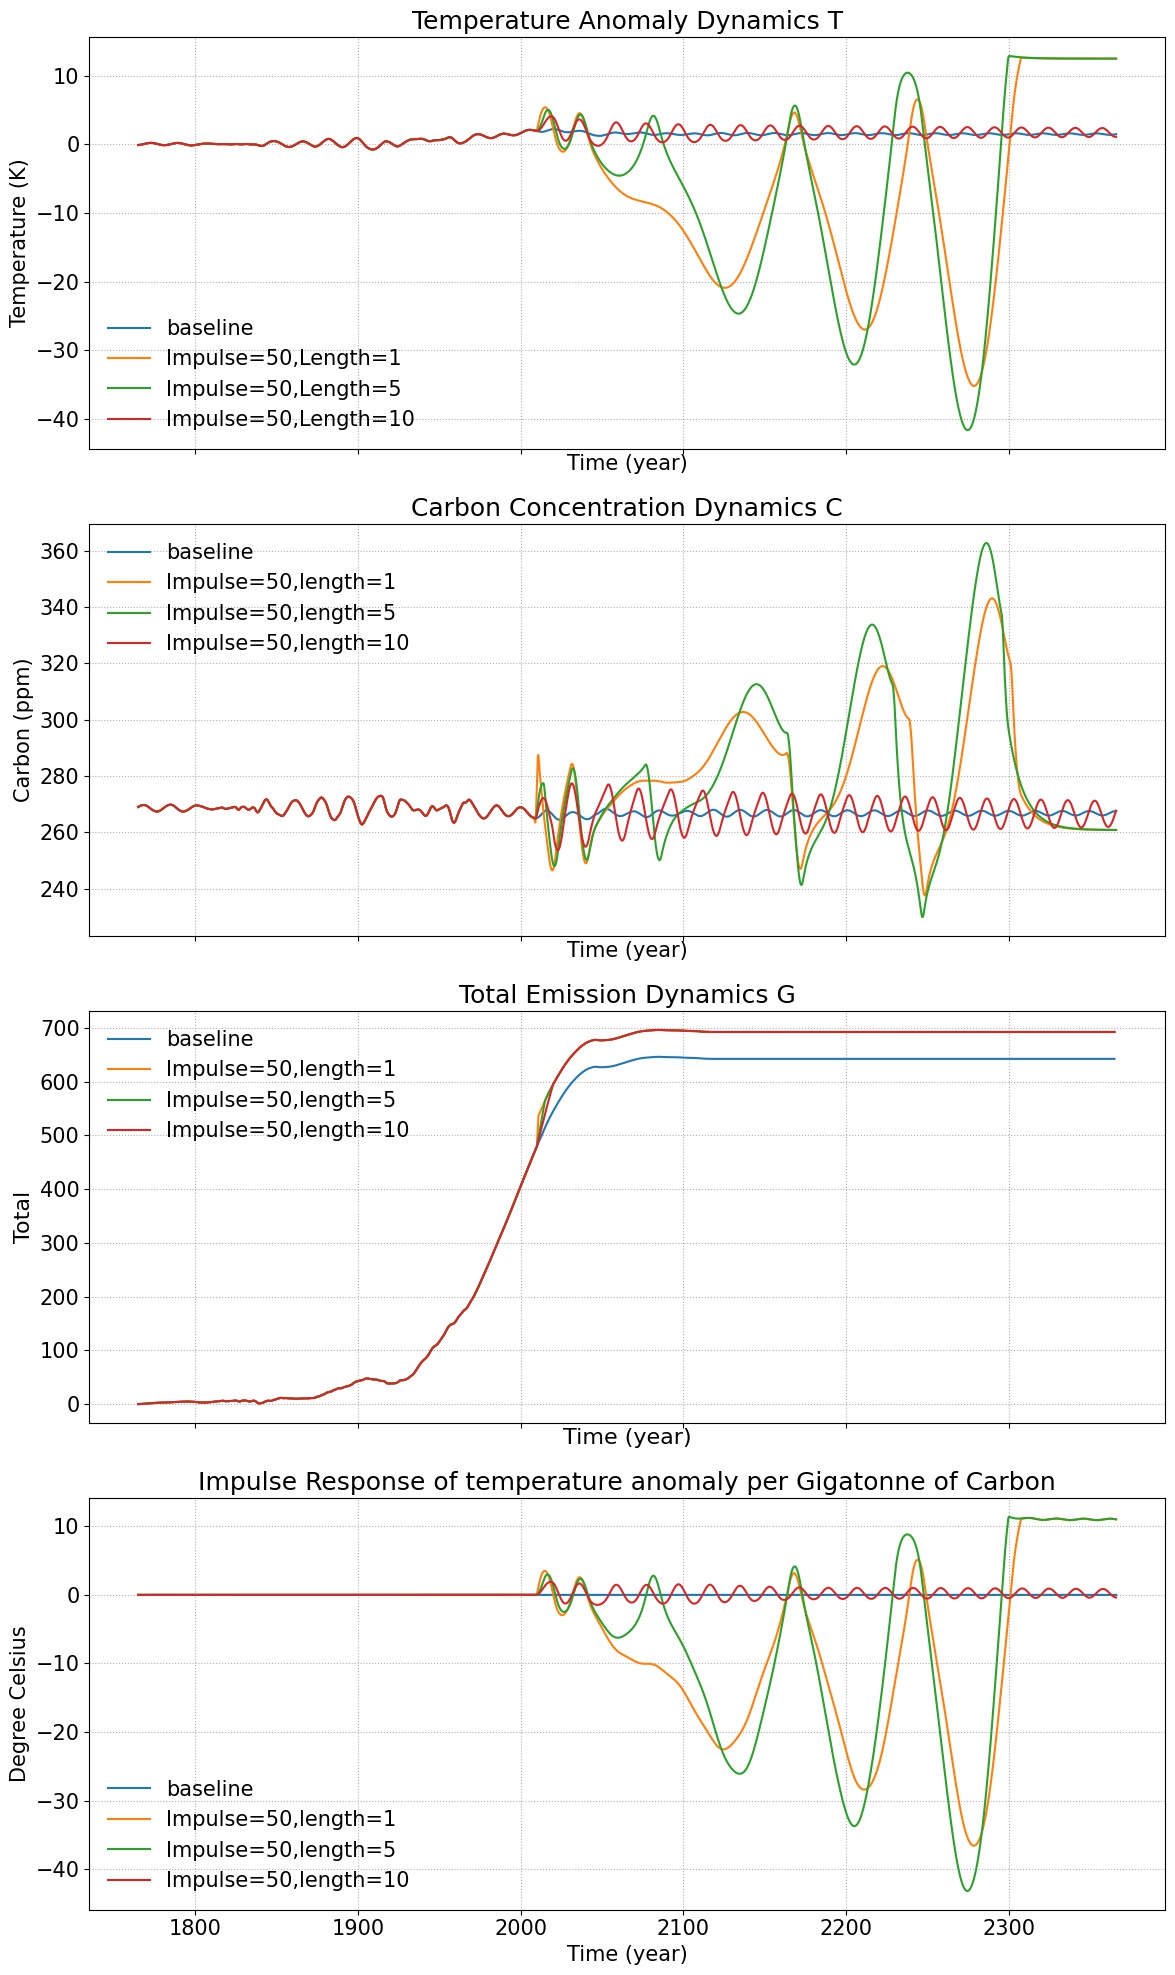 Temperature Anomaly Dynamics T
Temperature (K)
10
0
−10
−20
−30
−40
baseline
Impulse=50,Length=1
Impulse=50,Length=5
Impulse=50,Length=10
Time (year)
Carbon Concentration Dynamics C
Carbon (ppm)
360
340
320
300
280
260
240
baseline
Impulse=50,length=1
Impulse=50,length=5
Impulse=50,length=10
Time (year)
Total Emission Dynamics G
Total
700
600
500
400
300
200
100
0
baseline
Impulse=50,length=1
Impulse=50,length=5
Impulse=50,length=10
Time (year)
Impulse Response of temperature anomaly per Gigatonne of Carbon
Degree Celsius
10
0
−10
−20
−30
−40
baseline
Impulse=50,length=1
Impulse=50,length=5
Impulse=50,length=10
1800 1900 2000 2100 2200 2300
Time (year)